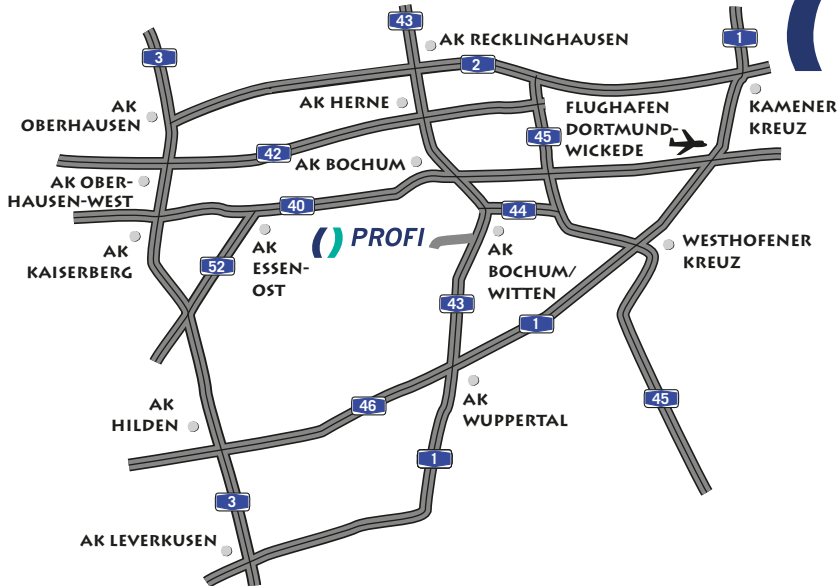 43
3
1
AK RECKLINGHAUSEN
2
AK
OBERHAUSEN
AK HERNE
FLUGHAFEN
DORTMUND-
WICKEDE
KAMENER
KREUZ
45
42
AK BOCHUM
AK OBER-
HAUSEN-WEST
40
44
AK
KAISERBERG
52
AK
ESSEN-
OST
PROFI
AK
BOCHUM/
WITTEN
WESTHOFENER
KREUZ
43
1
46
45
AK
HILDEN
AK
WUPPERTAL
1
3
AK LEVERKUSEN